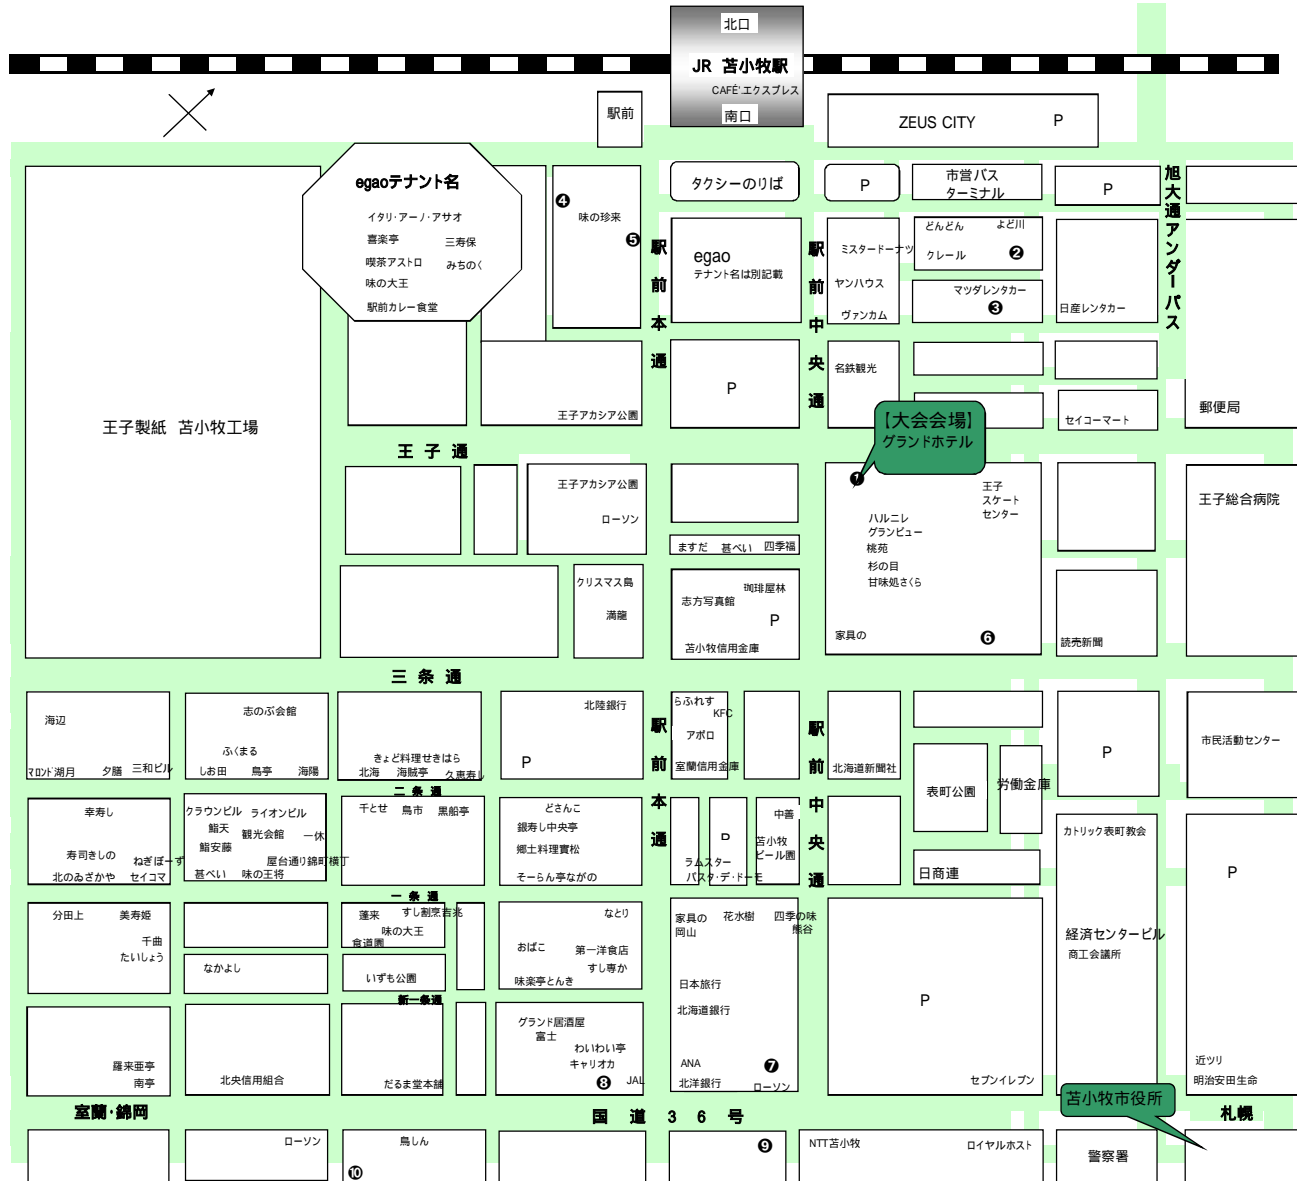 北口
JR 苫小牧駅
CAFE'エクスプレス
南口
駅前
ZEUS CITY P
egaoテナント名
イタリ・アーノ・アサオ
喜楽亭 三寿保
喫茶アストロ みちのく
味の大王
駅前カレー食堂
❹
味の珍来
❺
タクシーのりば
P
市営バス
ターミナル
P
旭大通アンダーパス
駅前本通
egao
テナント名は別記載
駅前中央通
ミスタードーナツ
ヤンハウス
ヴァンカム
どんどん よど川
クレール ❷
マツダレンタカー
❸
日産レンタカー
王子製紙 苫小牧工場
王子アカシア公園
P
名鉄観光
【大会会場】
グランドホテル
セイコーマート
郵便局
王子通
王子アカシア公園
ローソン
ますだ 甚べい 四季福
❶
王子
スケート
センター
ハルニレ
グランビュー
桃苑
杉の目
甘味処さくら
家具の ❻
王子総合病院
クリスマス島
満龍
珈琲屋林
志方写真館
P
苫小牧信用金庫
読売新聞
三条通
海辺
マロンド湖月 夕膳 三和ビル
志のぶ会館
ふくまる
しお田 鳥亭 海陽
きょど料理せきはら
北海 海賊亭 久恵寿し
北陸銀行
P
駅前本通
らふれす
KFC
アポロ
室蘭信用金庫
駅前中央通
北海道新聞社
表町公園
労働金庫
P
市民活動センター
二条通
幸寿し
寿司きしの ねぎぼーず
北のゐざかや セイコマ
クラウンビル ライオンビル
鮨天 観光会館 一休
鮨安藤
屋台通り錦町横丁
甚べい 味の王将
千とせ 鳥市 黒船亭
どさんこ
銀寿し中央亭
郷土料理實松
そーらん亭ながの
P
ラムスター
パスタ・デ・ドーモ
中善
苫小牧
ビール園
日商連
カトリック表町教会
P
一条通
分田上 美寿姫
千曲
たいしょう
なかよし
蓬来 すし割烹吉兆
味の大王
食道園
いずも公園
なとり
おばこ 第一洋食店
すし専か
味楽亭とんき
家具の
岡山
花水樹 四季の味
熊谷
日本旅行
北海道銀行
ANA ❼
北洋銀行 ローソン
P
セブンイレブン
経済センタービル
商工会議所
新一条通
羅来亜亭
南亭
北央信用組合
だるま堂本舗
グランド居酒屋
富士
わいわい亭
キャリオカ
❽ JAL
近ツリ
明治安田生命
苫小牧市役所
室蘭・錦岡
国道36号
札幌
ローソン
鳥しん
❿
❾
NTT苫小牧
ロイヤルホスト
警察署